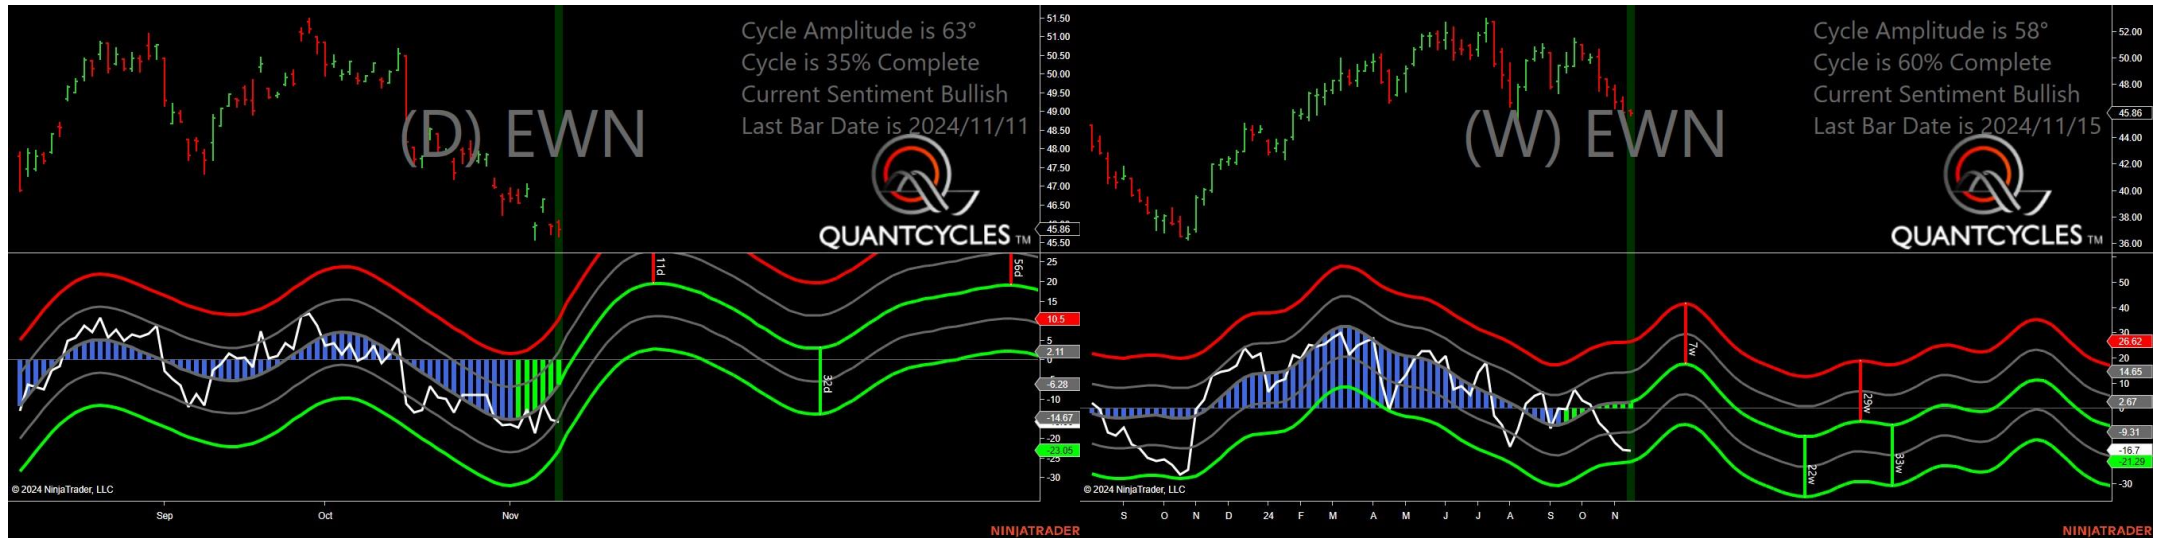 Cycle Amplitude is 63°
Cycle is 35% Complete
Current Sentiment Bullish
Last Bar Date is 2024/11/11
(D) EWN
QUANTCYCLES TM
51.50
51.00
50.50
50.00
49.50
49.00
48.50
48.00
47.50
47.00
46.50
45.86
45.50
11d
56d
32d
25
20
15
10.5
5
2.11
0
-6.28
-10
-14.67
-20
-23.05
-25
-30
© 2024 NinjaTrader, LLC
Sep
Oct
Nov
NINJATRADER
Cycle Amplitude is 58°
Cycle is 60% Complete
Current Sentiment Bullish
Last Bar Date is 2024/11/15
(W) EWN
QUANTCYCLES TM
52.00
50.00
48.00
45.86
44.00
42.00
40.00
38.00
36.00
7w
29w
22w
33w
50
40
30
26.62
20
14.65
10
2.67
0
-9.31
-16.7
-21.29
-30
© 2024 NinjaTrader, LLC
S
O
N
D
24
F
M
A
M
J
J
A
S
O
N
NINJATRADER